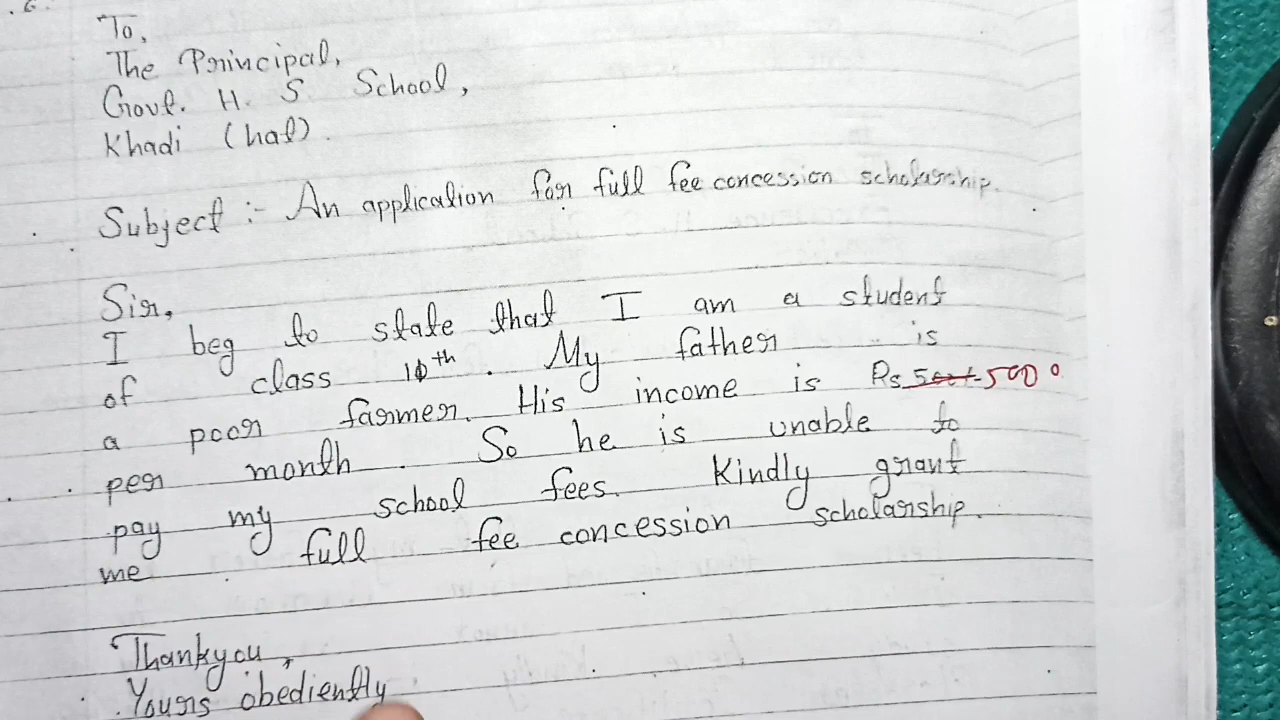 To,
The Principal,
Govt. H. S. School,
Khadi (hal).
Subject :- An application for full fee concession scholarship.
Sir,
I beg to state that I am a student
of class 10th. My father is
a poor farmer. His income is Rs 5000
per month. So he is unable to
pay my school fees. Kindly grant
me full fee concession scholarship.
Thankyou,
Yours obediently